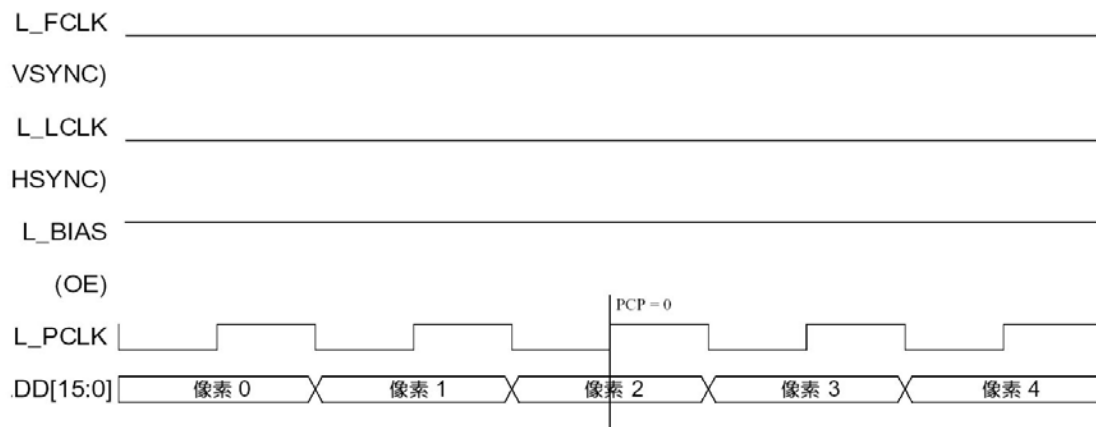 L_FCLK
VSYNC)
L_LCLK
HSYNC)
L_BIAS
(OE)
PCP = 0
L_PCLK
.DD[15:0] 像素 0 像素 1 像素 2 像素 3 像素 4